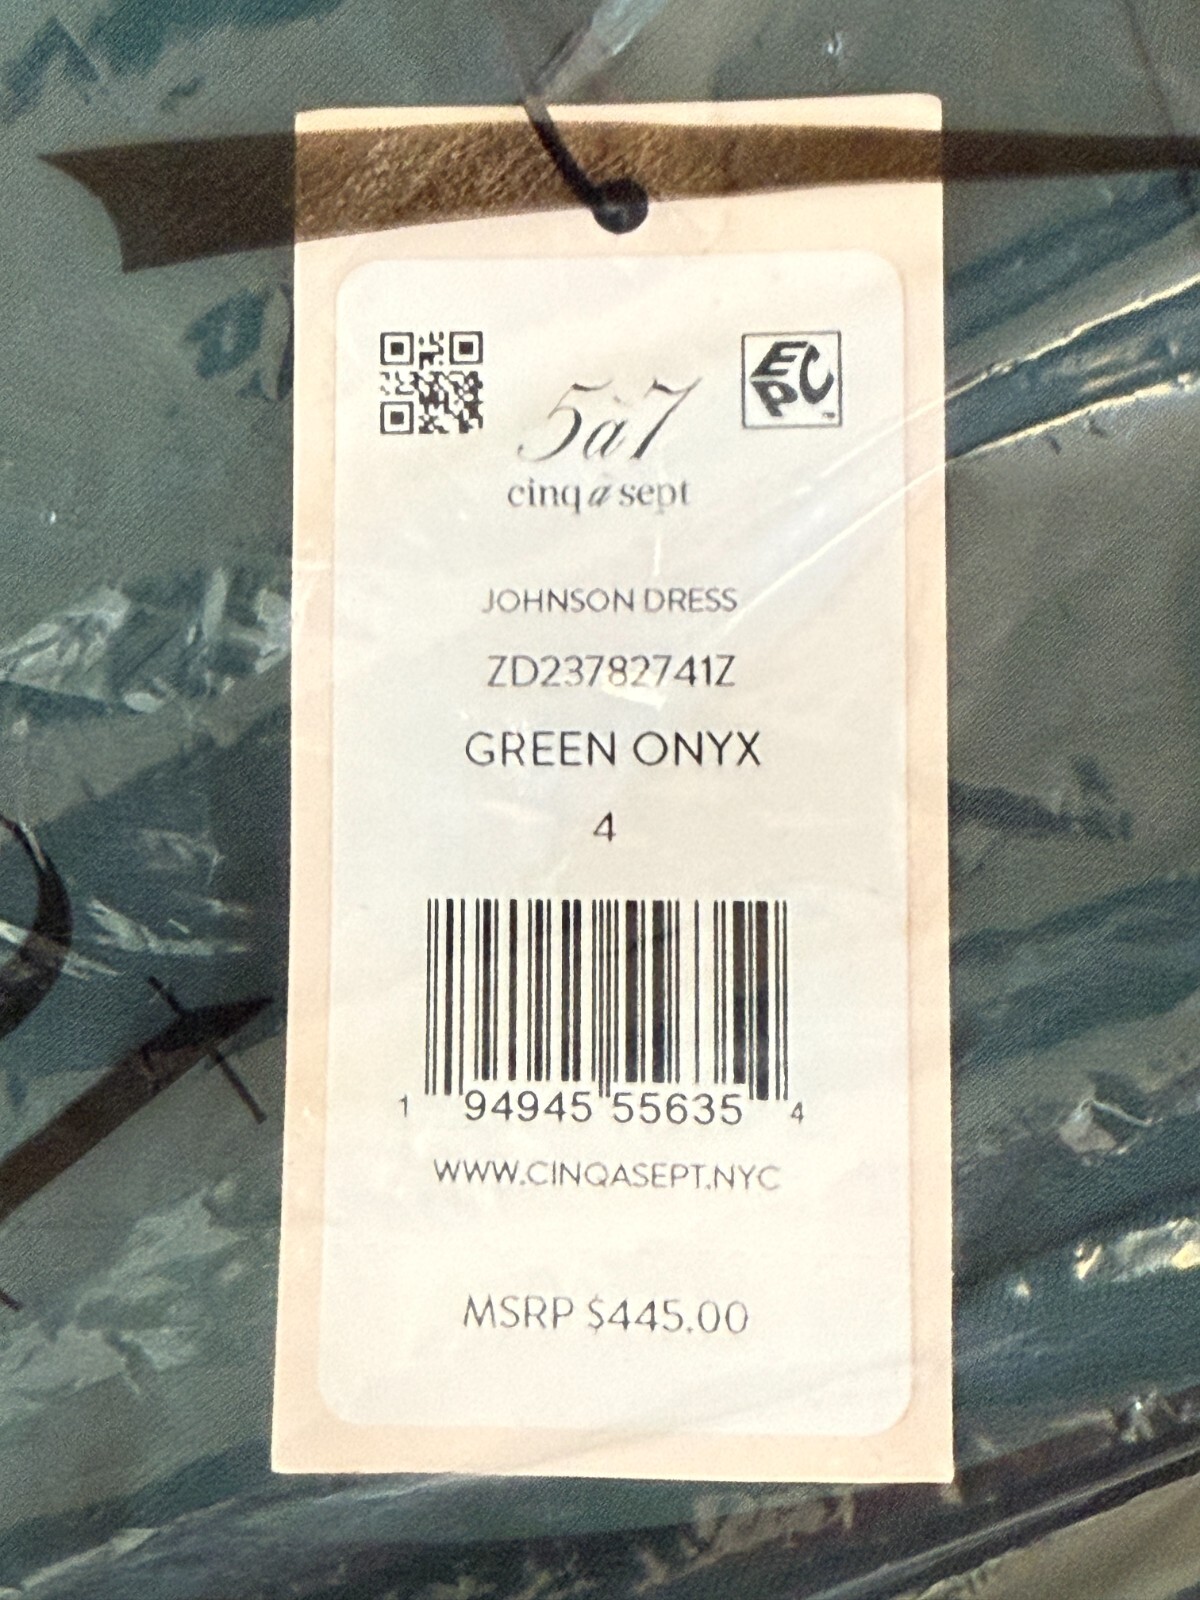 EPC
5à7
cinq à sept
JOHNSON DRESS
ZD23782741Z
GREEN ONYX
4
1 94945 55635 4
WWW.CINQASEPT.NYC
MSRP $445.00